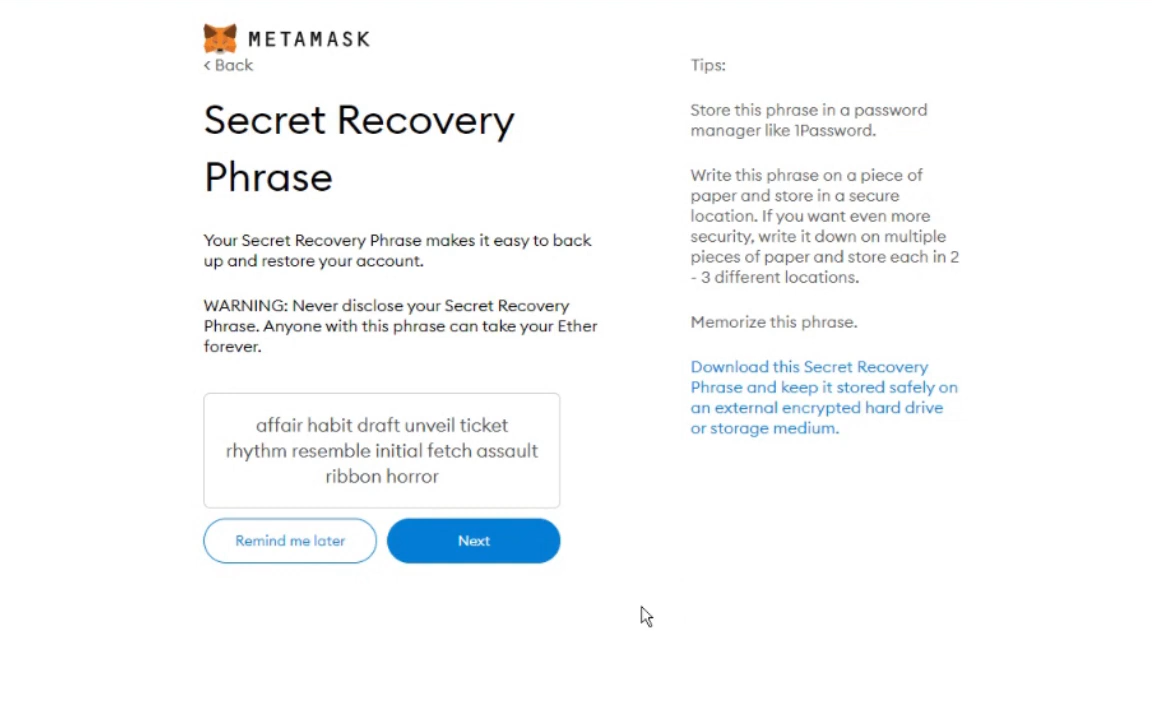 METAMASK
< Back
Secret Recovery
Phrase
Your Secret Recovery Phrase makes it easy to back
up and restore your account.
WARNING: Never disclose your Secret Recovery
Phrase. Anyone with this phrase can take your Ether
forever.
affair habit draft unveil ticket
rhythm resemble initial fetch assault
ribbon horror
Remind me later
Next
Tips:
Store this phrase in a password
manager like 1Password.
Write this phrase on a piece of
paper and store in a secure
location. If you want even more
security, write it down on multiple
pieces of paper and store each in 2
- 3 different locations.
Memorize this phrase.
Download this Secret Recovery
Phrase and keep it stored safely on
an external encrypted hard drive
or storage medium.